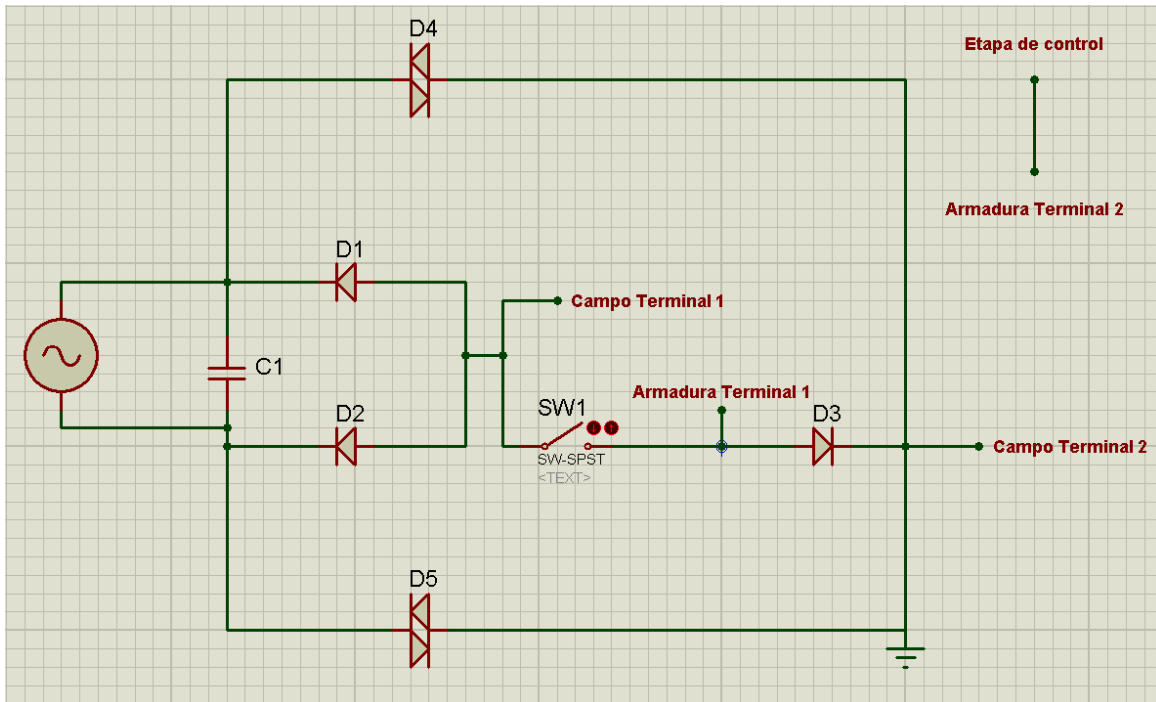 D4
Etapa de control
Armadura Terminal 2
D1
Campo Terminal 1
C1
Armadura Terminal 1
D2
SW1
D3
SW-SPST
<TEXT>
Campo Terminal 2
D5